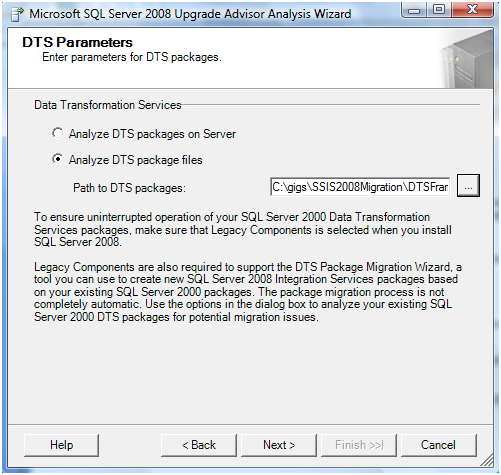 Microsoft SQL Server 2008 Upgrade Advisor Analysis Wizard
DTS Parameters
Enter parameters for DTS packages.
Data Transformation Services
Analyze DTS packages on Server
Analyze DTS package files
Path to DTS packages: C:\gigs\SSIS2008Migration\DTSFrar ...
To ensure uninterrupted operation of your SQL Server 2000 Data Transformation
Services packages, make sure that Legacy Components is selected when you install
SQL Server 2008.
Legacy Components are also required to support the DTS Package Migration Wizard, a
tool you can use to create new SQL Server 2008 Integration Services packages based
on your existing SQL Server 2000 packages. The package migration process is not
completely automatic. Use the options in the dialog box to analyze your existing SQL
Server 2000 DTS packages for potential migration issues.
Help < Back Next > Finish >>| Cancel